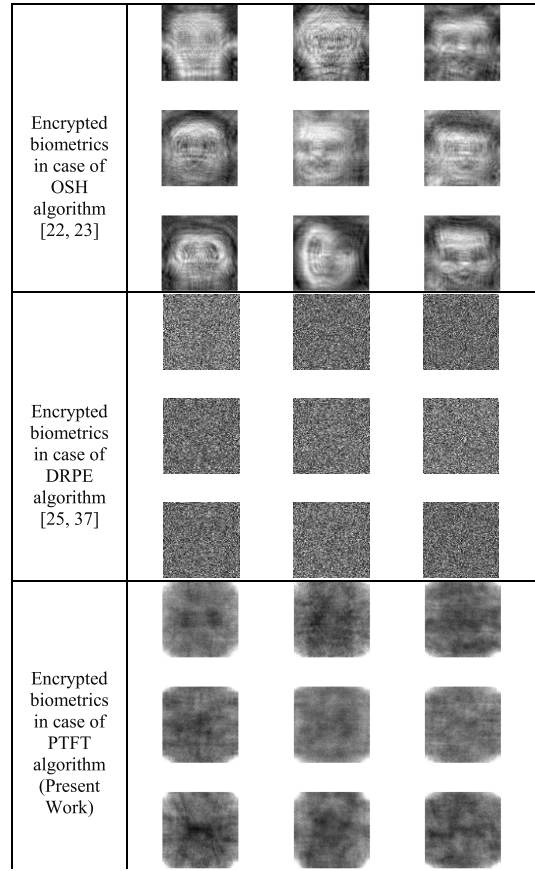 Encrypted
biometrics
in case of
OSH
algorithm
[22, 23]
Encrypted
biometrics
in case of
DRPE
algorithm
[25, 37]
Encrypted
biometrics
in case of
PTFT
algorithm
(Present
Work)